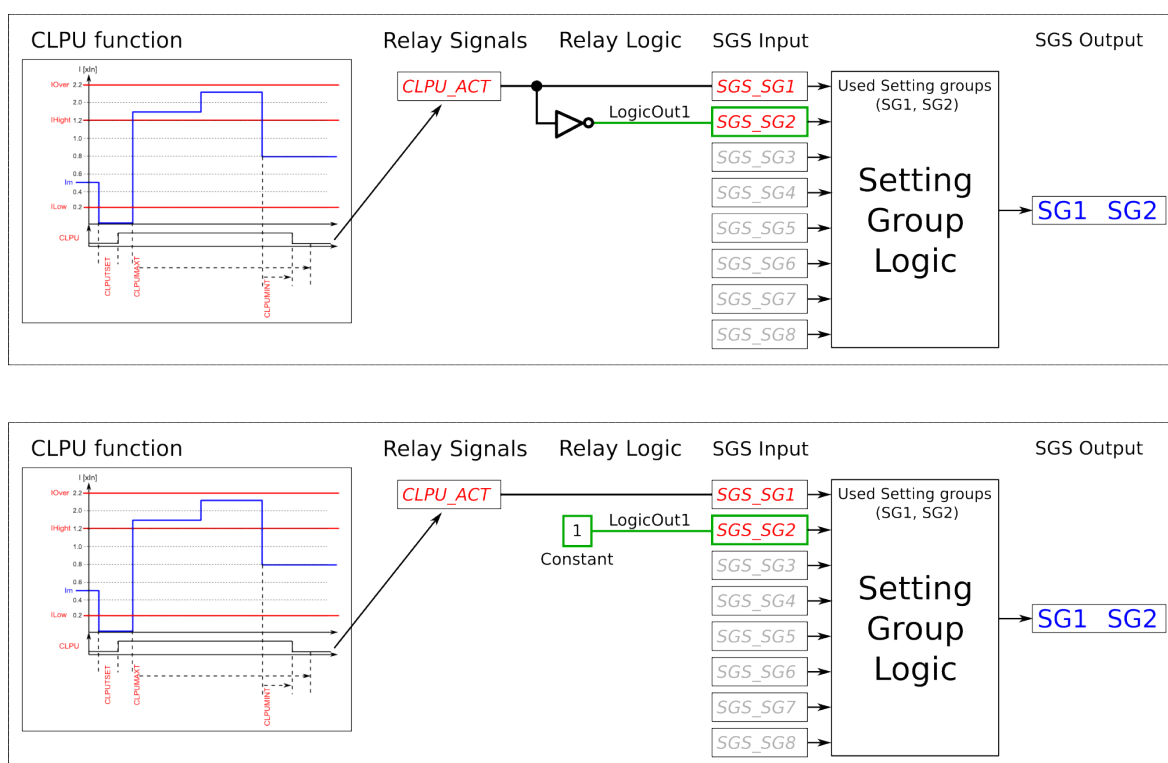 CLPU function
Relay Signals
Relay Logic
SGS Input
SGS Output
I [xIn]
IOver 2.2
2.0
IHight 1.2
1.0
0.8
0.6
Im
0.4
ILow 0.2
CLPU
CLPUTSET
CLPUMAXT
CLPUMINT
CLPU_ACT
LogicOut1
SGS_SG1
SGS_SG2
SGS_SG3
SGS_SG4
SGS_SG5
SGS_SG6
SGS_SG7
SGS_SG8
Used Setting groups
(SG1, SG2)
Setting
Group
Logic
SG1 SG2
CLPU function
Relay Signals
Relay Logic
SGS Input
SGS Output
I [xIn]
IOver 2.2
2.0
IHight 1.2
1.0
0.8
0.6
Im
0.4
ILow 0.2
CLPU
CLPUTSET
CLPUMAXT
CLPUMINT
CLPU_ACT
1
Constant
LogicOut1
SGS_SG1
SGS_SG2
SGS_SG3
SGS_SG4
SGS_SG5
SGS_SG6
SGS_SG7
SGS_SG8
Used Setting groups
(SG1, SG2)
Setting
Group
Logic
SG1 SG2